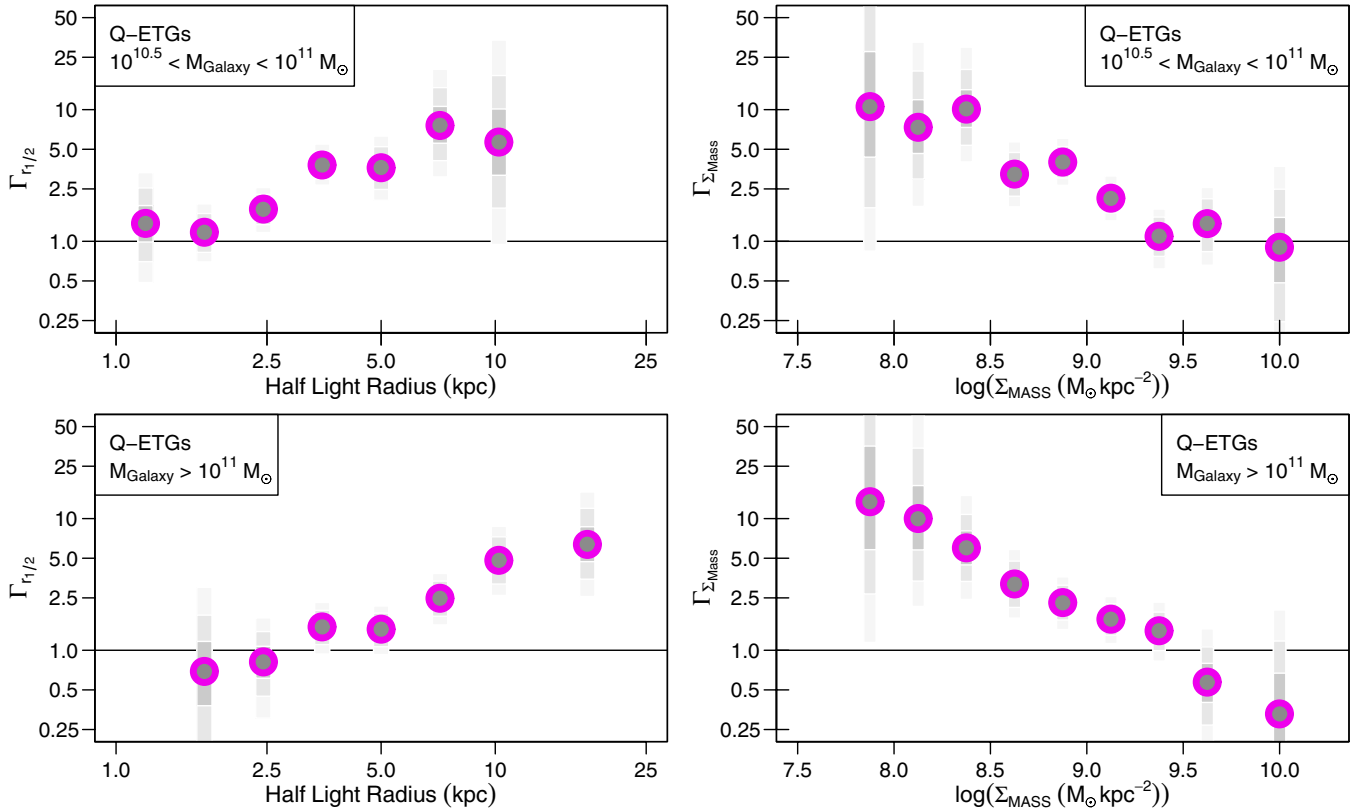 Q−ETGs
10^10.5 < M_Galaxy < 10^11 M_⊙
50
25
10
5.0
2.5
1.0
0.5
0.25
Γ_r1/2
1.0 2.5 5.0 10 25
Half Light Radius (kpc)
Q−ETGs
10^10.5 < M_Galaxy < 10^11 M_⊙
50
25
10
5.0
2.5
1.0
0.5
0.25
Γ_ΣMass
7.5 8.0 8.5 9.0 9.5 10.0
log(Σ_MASS (M_⊙ kpc^−2))
Q−ETGs
M_Galaxy > 10^11 M_⊙
50
25
10
5.0
2.5
1.0
0.5
0.25
Γ_r1/2
1.0 2.5 5.0 10 25
Half Light Radius (kpc)
Q−ETGs
M_Galaxy > 10^11 M_⊙
50
25
10
5.0
2.5
1.0
0.5
0.25
Γ_ΣMass
7.5 8.0 8.5 9.0 9.5 10.0
log(Σ_MASS (M_⊙ kpc^−2))